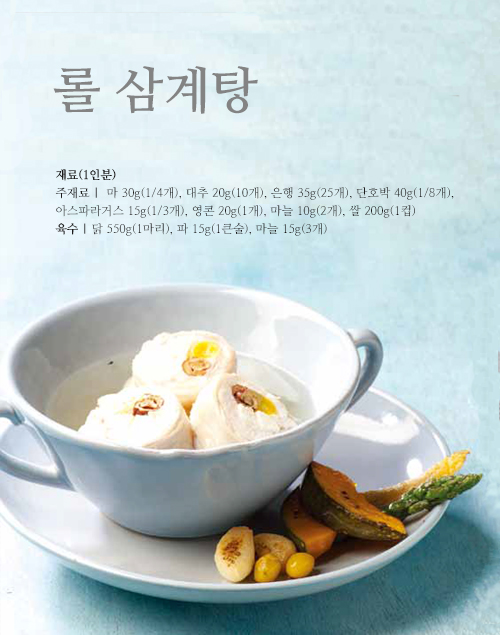 롤 삼계탕
재료(1인분)
주재료ㅣ 마 30g(1/4개), 대추 20g(10개), 은행 35g(25개), 단호박 40g(1/8개),
아스파라거스 15g(1/3개), 영콘 20g(1개), 마늘 10g(2개), 쌀 200g(1컵)
육수ㅣ닭 550g(1마리), 파 15g(1큰술), 마늘 15g(3개)